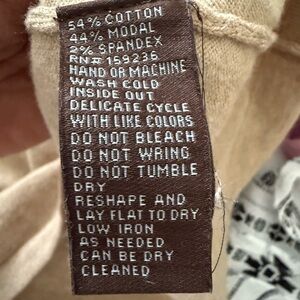 54% COTTON
44% MODAL
2% SPANDEX
RN# 159236
HAND OR MACHINE
WASH COLD
INSIDE OUT
DELICATE CYCLE
WITH LIKE COLORS
DO NOT BLEACH
DO NOT WRING
DO NOT TUMBLE
DRY
RESHAPE AND
LAY FLAT TO DRY
LOW IRON
AS NEEDED
CAN BE DRY
CLEANED